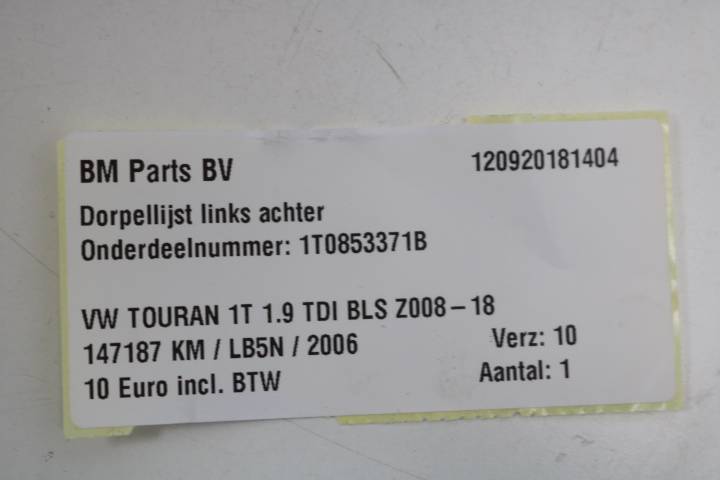 BM Parts BV
120920181404
Dorpellijst links achter
Onderdeelnummer: 1T0853371B
VW TOURAN 1T 1.9 TDI BLS Z008-18
147187 KM / LB5N / 2006
Verz: 10
10 Euro incl. BTW
Aantal: 1